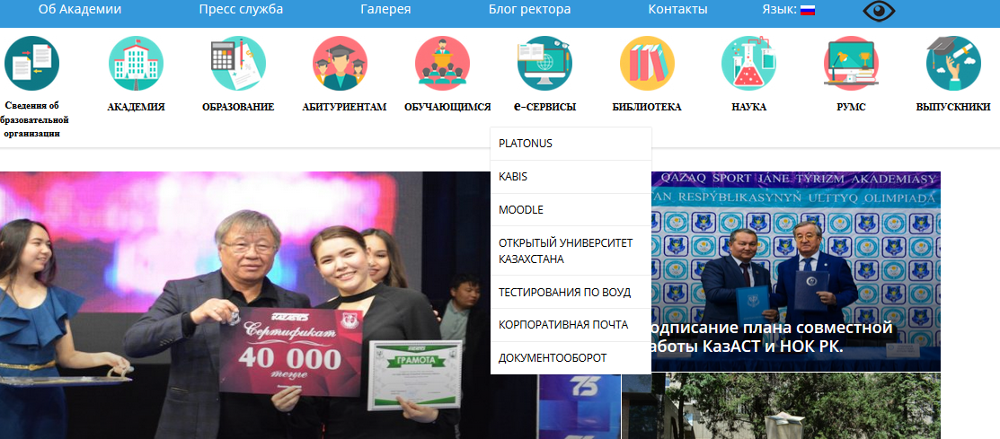 Об Академии Пресс служба Галерея Блог ректора Контакты Язык:
Сведения об
бразовательной
организации
АКАДЕМИЯ
ОБРАЗОВАНИЕ
АБИТУРИЕНТАМ
ОБУЧАЮЩИМСЯ
е-СЕРВИСЫ
БИБЛИОТЕКА
НАУКА
РУМС
ВЫПУСКНИКИ
PLATONUS
KABIS
MOODLE
ОТКРЫТЫЙ УНИВЕРСИТЕТ
КАЗАХСТАНА
ТЕСТИРОВАНИЯ ПО ВОУД
КОРПОРАТИВНАЯ ПОЧТА
ДОКУМЕНТООБОРОТ
Сертификат
40 000
теңге
ГРАМОТА
75
QAZAQ SPORT JÁNE TÝRIZM AKADEMIASY
AN RESPÝBLIKASYNYŃ ULTTYQ OLIMPIADA
одписание плана совместной
аботы КазАСТ и НОК РК.